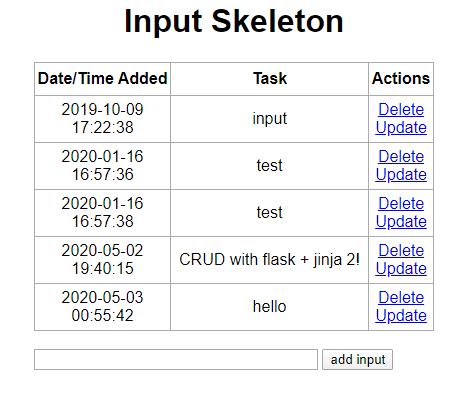 Input Skeleton
Date/Time Added Task Actions
2019-10-09 17:22:38 input Delete Update
2020-01-16 16:57:36 test Delete Update
2020-01-16 16:57:38 test Delete Update
2020-05-02 19:40:15 CRUD with flask + jinja 2! Delete Update
2020-05-03 00:55:42 hello Delete Update
add input